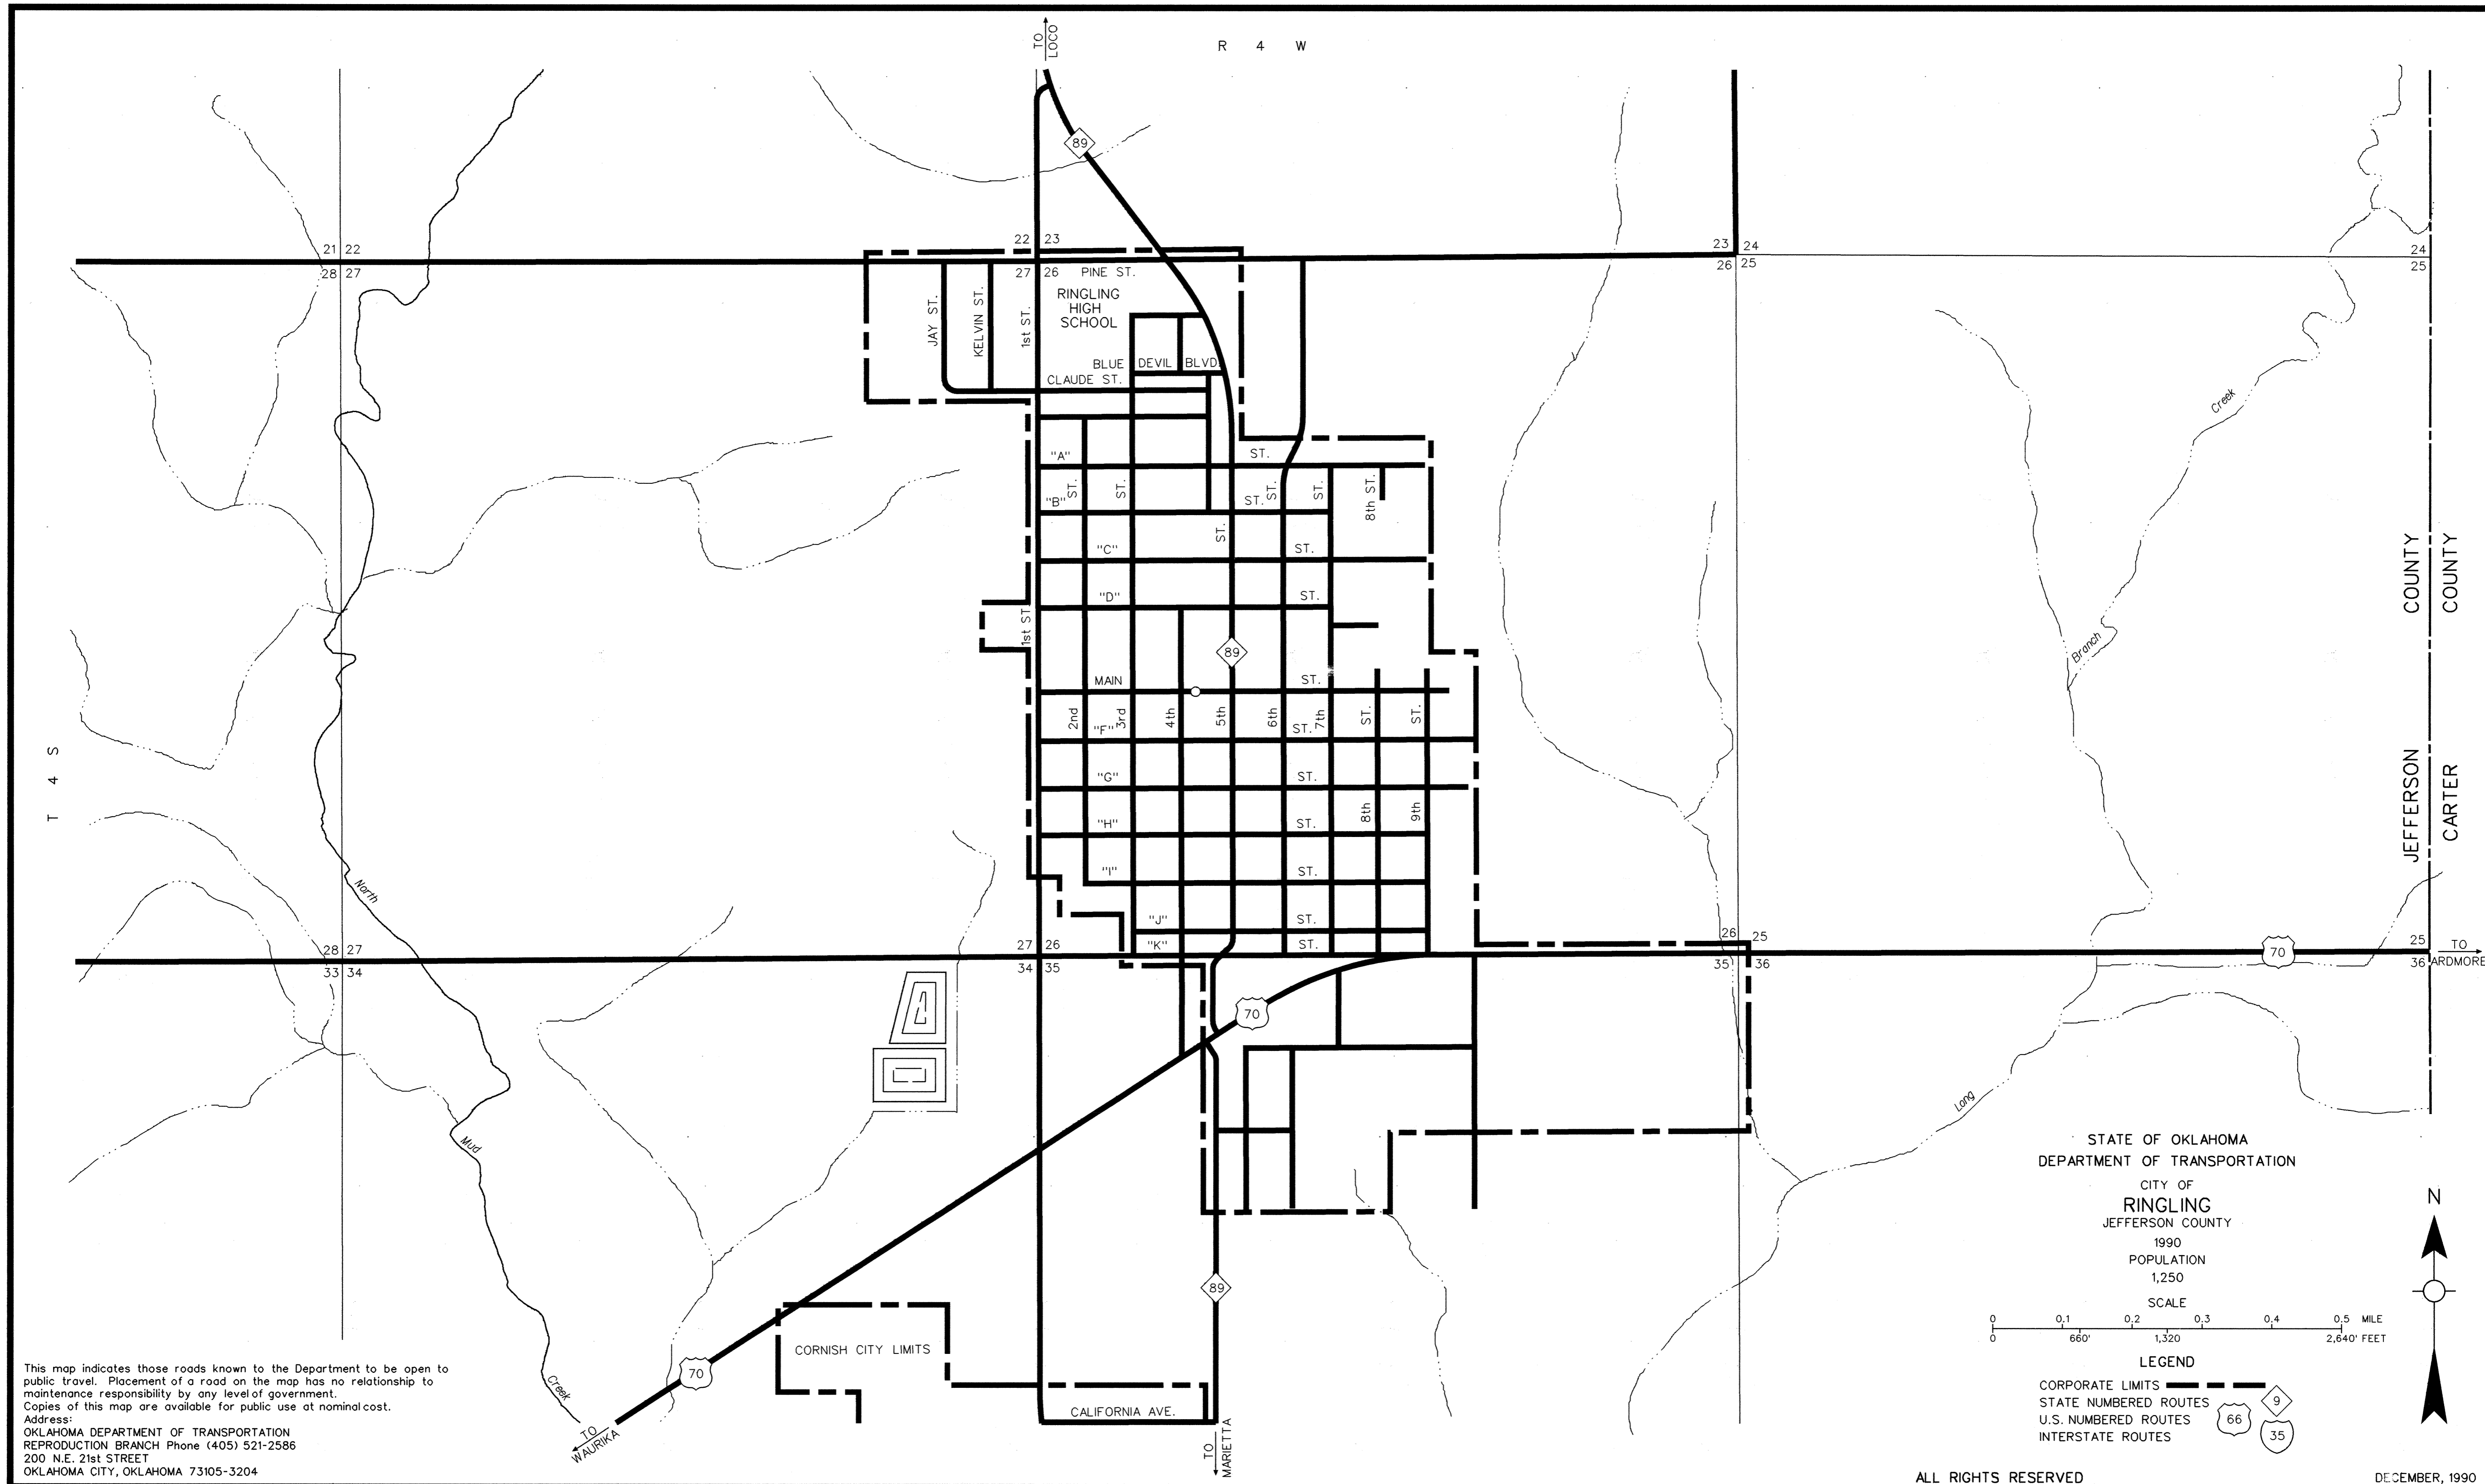 TO
LOCO
R 4 W
89
21 22
28 27
22 23
27 26
PINE ST.
23 24
26 25
24
25
RINGLING
HIGH
SCHOOL
JAY ST.
KELVIN ST.
1st ST.
BLUE DEVIL BLVD.
CLAUDE ST.
"A" ST.
ST.
ST.
ST.
ST.
8th ST.
"B" ST.
ST.
"C" ST.
"D" ST.
1st ST.
89
MAIN ST.
2nd
3rd
4th
5th
6th
7th
ST.
ST.
"F" ST.
"G" ST.
8th
9th
"H" ST.
"I" ST.
"J" ST.
"K" ST.
T 4 S
Creek
Branch
Long
JEFFERSON COUNTY
CARTER COUNTY
North
Mud
Creek
28 27
33 34
27 26
34 35
26 25
35 36
25
36
70
TO
ARDMORE
70
89
70
CORNISH CITY LIMITS
CALIFORNIA AVE.
TO
WAURIKA
TO
MARIETTA
This map indicates those roads known to the Department to be open to
public travel. Placement of a road on the map has no relationship to
maintenance responsibility by any level of government.
Copies of this map are available for public use at nominal cost.
Address:
OKLAHOMA DEPARTMENT OF TRANSPORTATION
REPRODUCTION BRANCH Phone (405) 521-2586
200 N.E. 21st STREET
OKLAHOMA CITY, OKLAHOMA 73105-3204
STATE OF OKLAHOMA
DEPARTMENT OF TRANSPORTATION
CITY OF
RINGLING
JEFFERSON COUNTY
1990
POPULATION
1,250
SCALE
0 0.1 0.2 0.3 0.4 0.5 MILE
0 660' 1,320 2,640' FEET
LEGEND
CORPORATE LIMITS
STATE NUMBERED ROUTES 9
U.S. NUMBERED ROUTES 66
INTERSTATE ROUTES 35
N
ALL RIGHTS RESERVED
DECEMBER, 1990